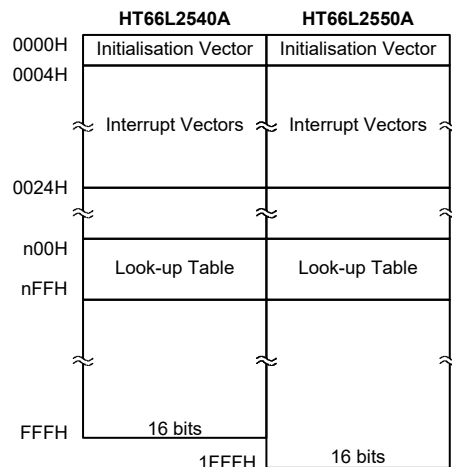 HT66L2540A HT66L2550A
0000H Initialisation Vector Initialisation Vector
0004H
Interrupt Vectors Interrupt Vectors
0024H
n00H
Look-up Table Look-up Table
nFFH
FFFH 16 bits
1FFFH 16 bits